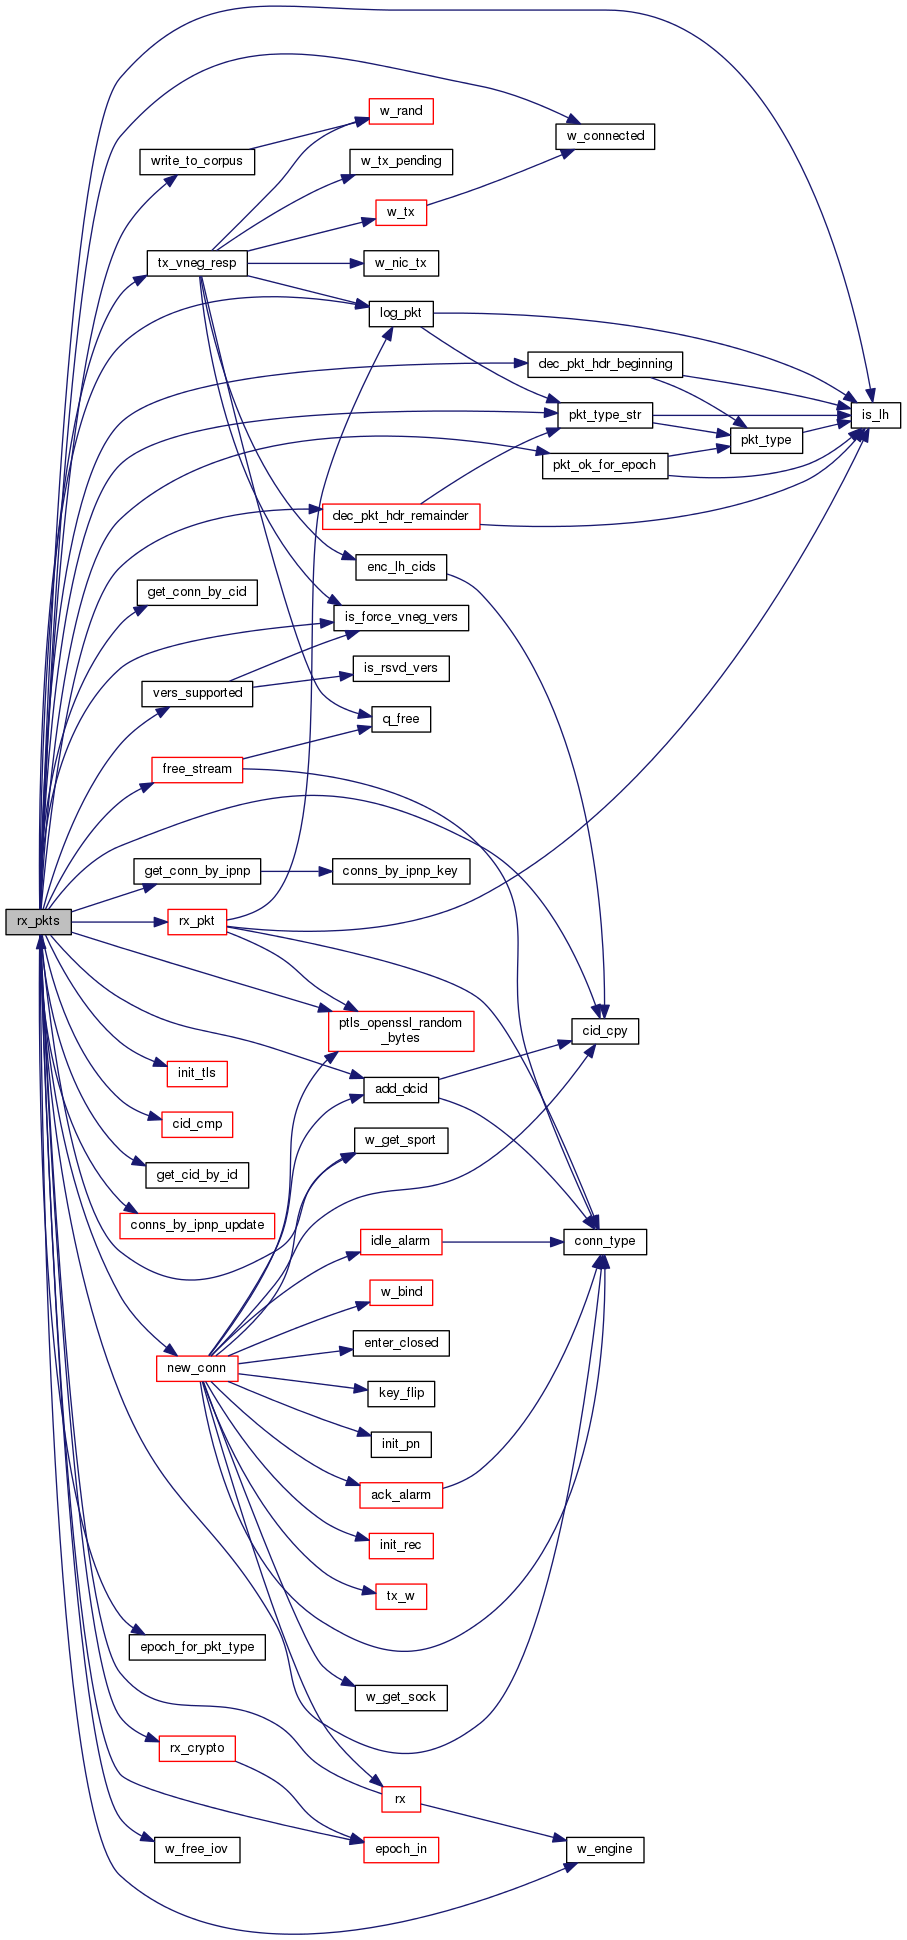 w_rand
w_connected
write_to_corpus
w_tx_pending
w_tx
tx_vneg_resp
w_nic_tx
log_pkt
dec_pkt_hdr_beginning
pkt_type_str
is_lh
pkt_type
pkt_ok_for_epoch
dec_pkt_hdr_remainder
enc_lh_cids
get_conn_by_cid
is_force_vneg_vers
is_rsvd_vers
vers_supported
q_free
free_stream
get_conn_by_ipnp
conns_by_ipnp_key
rx_pkts
rx_pkt
ptls_openssl_random
_bytes
cid_cpy
init_tls
add_dcid
cid_cmp
w_get_sport
get_cid_by_id
conns_by_ipnp_update
idle_alarm
conn_type
w_bind
enter_closed
new_conn
key_flip
init_pn
ack_alarm
init_rec
tx_w
epoch_for_pkt_type
w_get_sock
rx_crypto
rx
w_free_iov
epoch_in
w_engine